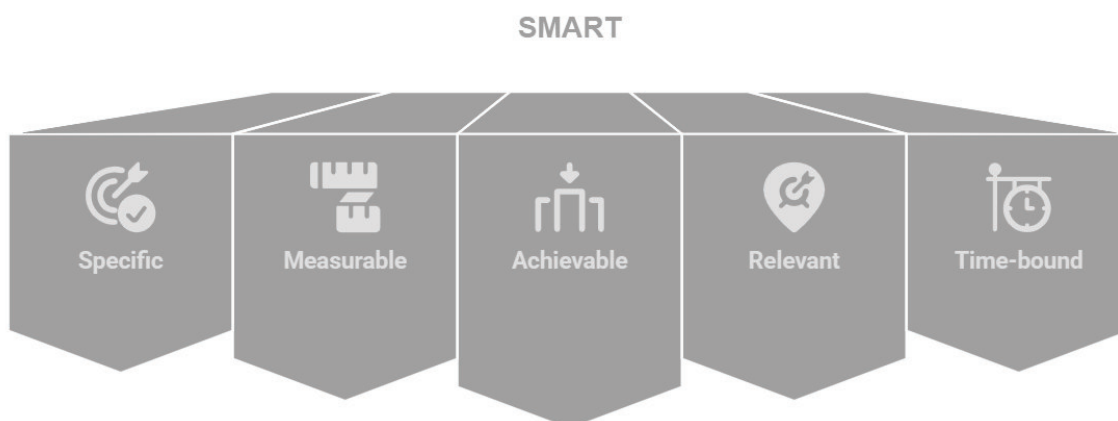 SMART
Specific
Measurable
Achievable
Relevant
Time-bound